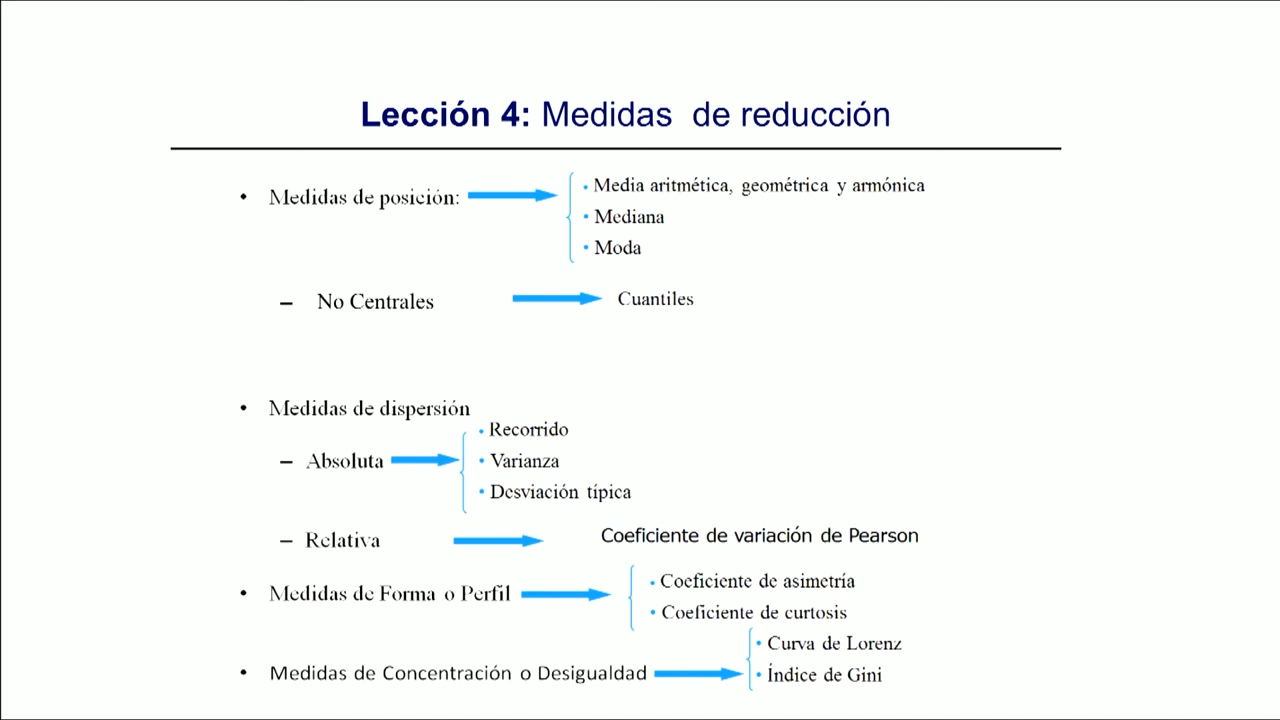 Lección 4: Medidas de reducción
• Medidas de posición:
• Media aritmética, geométrica y armónica
• Mediana
• Moda
– No Centrales
Cuantiles
• Medidas de dispersión
– Absoluta
• Recorrido
• Varianza
• Desviación típica
– Relativa
Coeficiente de variación de Pearson
• Medidas de Forma o Perfil
• Coeficiente de asimetría
• Coeficiente de curtosis
• Medidas de Concentración o Desigualdad
• Curva de Lorenz
• Índice de Gini